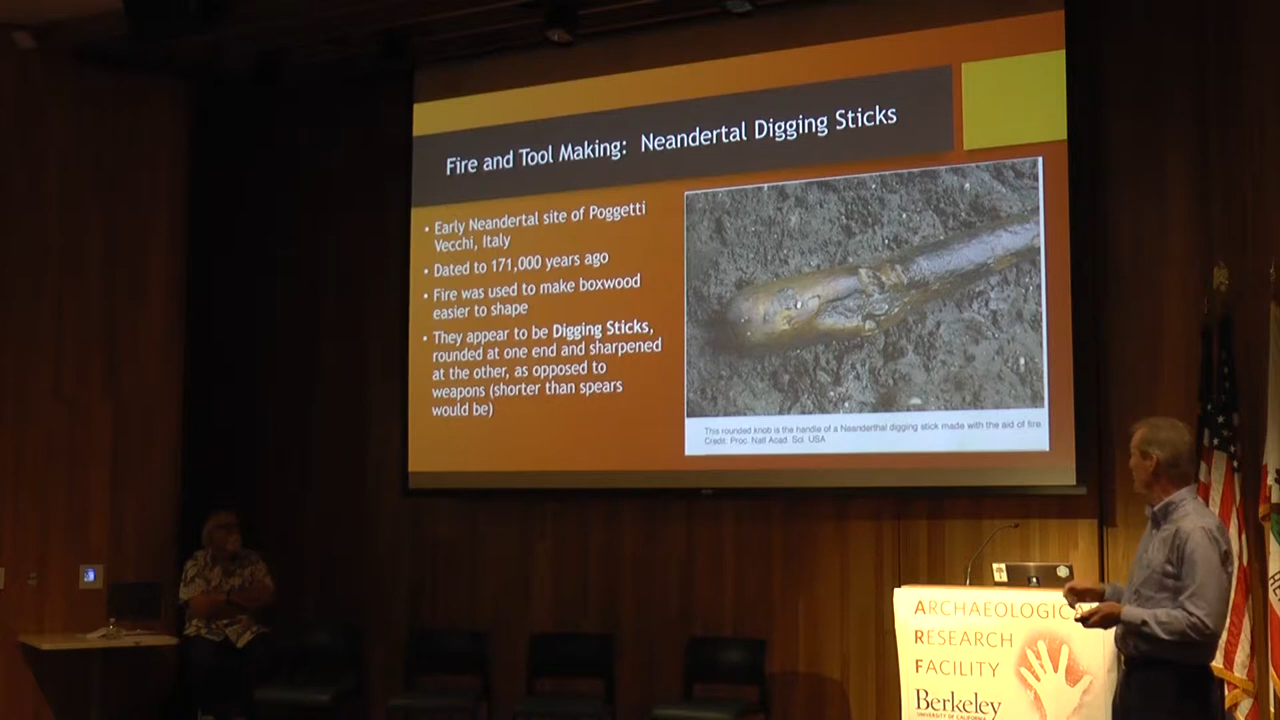 Fire and Tool Making: Neandertal Digging Sticks
• Early Neandertal site of Poggetti
Vecchi, Italy
• Dated to 171,000 years ago
• Fire was used to make boxwood
easier to shape
• They appear to be Digging Sticks,
rounded at one end and sharpened
at the other, as opposed to
weapons (shorter than spears
would be)
This rounded knob is the handle of a Neanderthal digging stick made with the aid of fire
Credit: Proc. Natl Acad. Sci. USA
ARCHAEOLOGICA
RESEARCH
FACILITY
Berkeley
UNIVERSITY OF CALIFORNIA